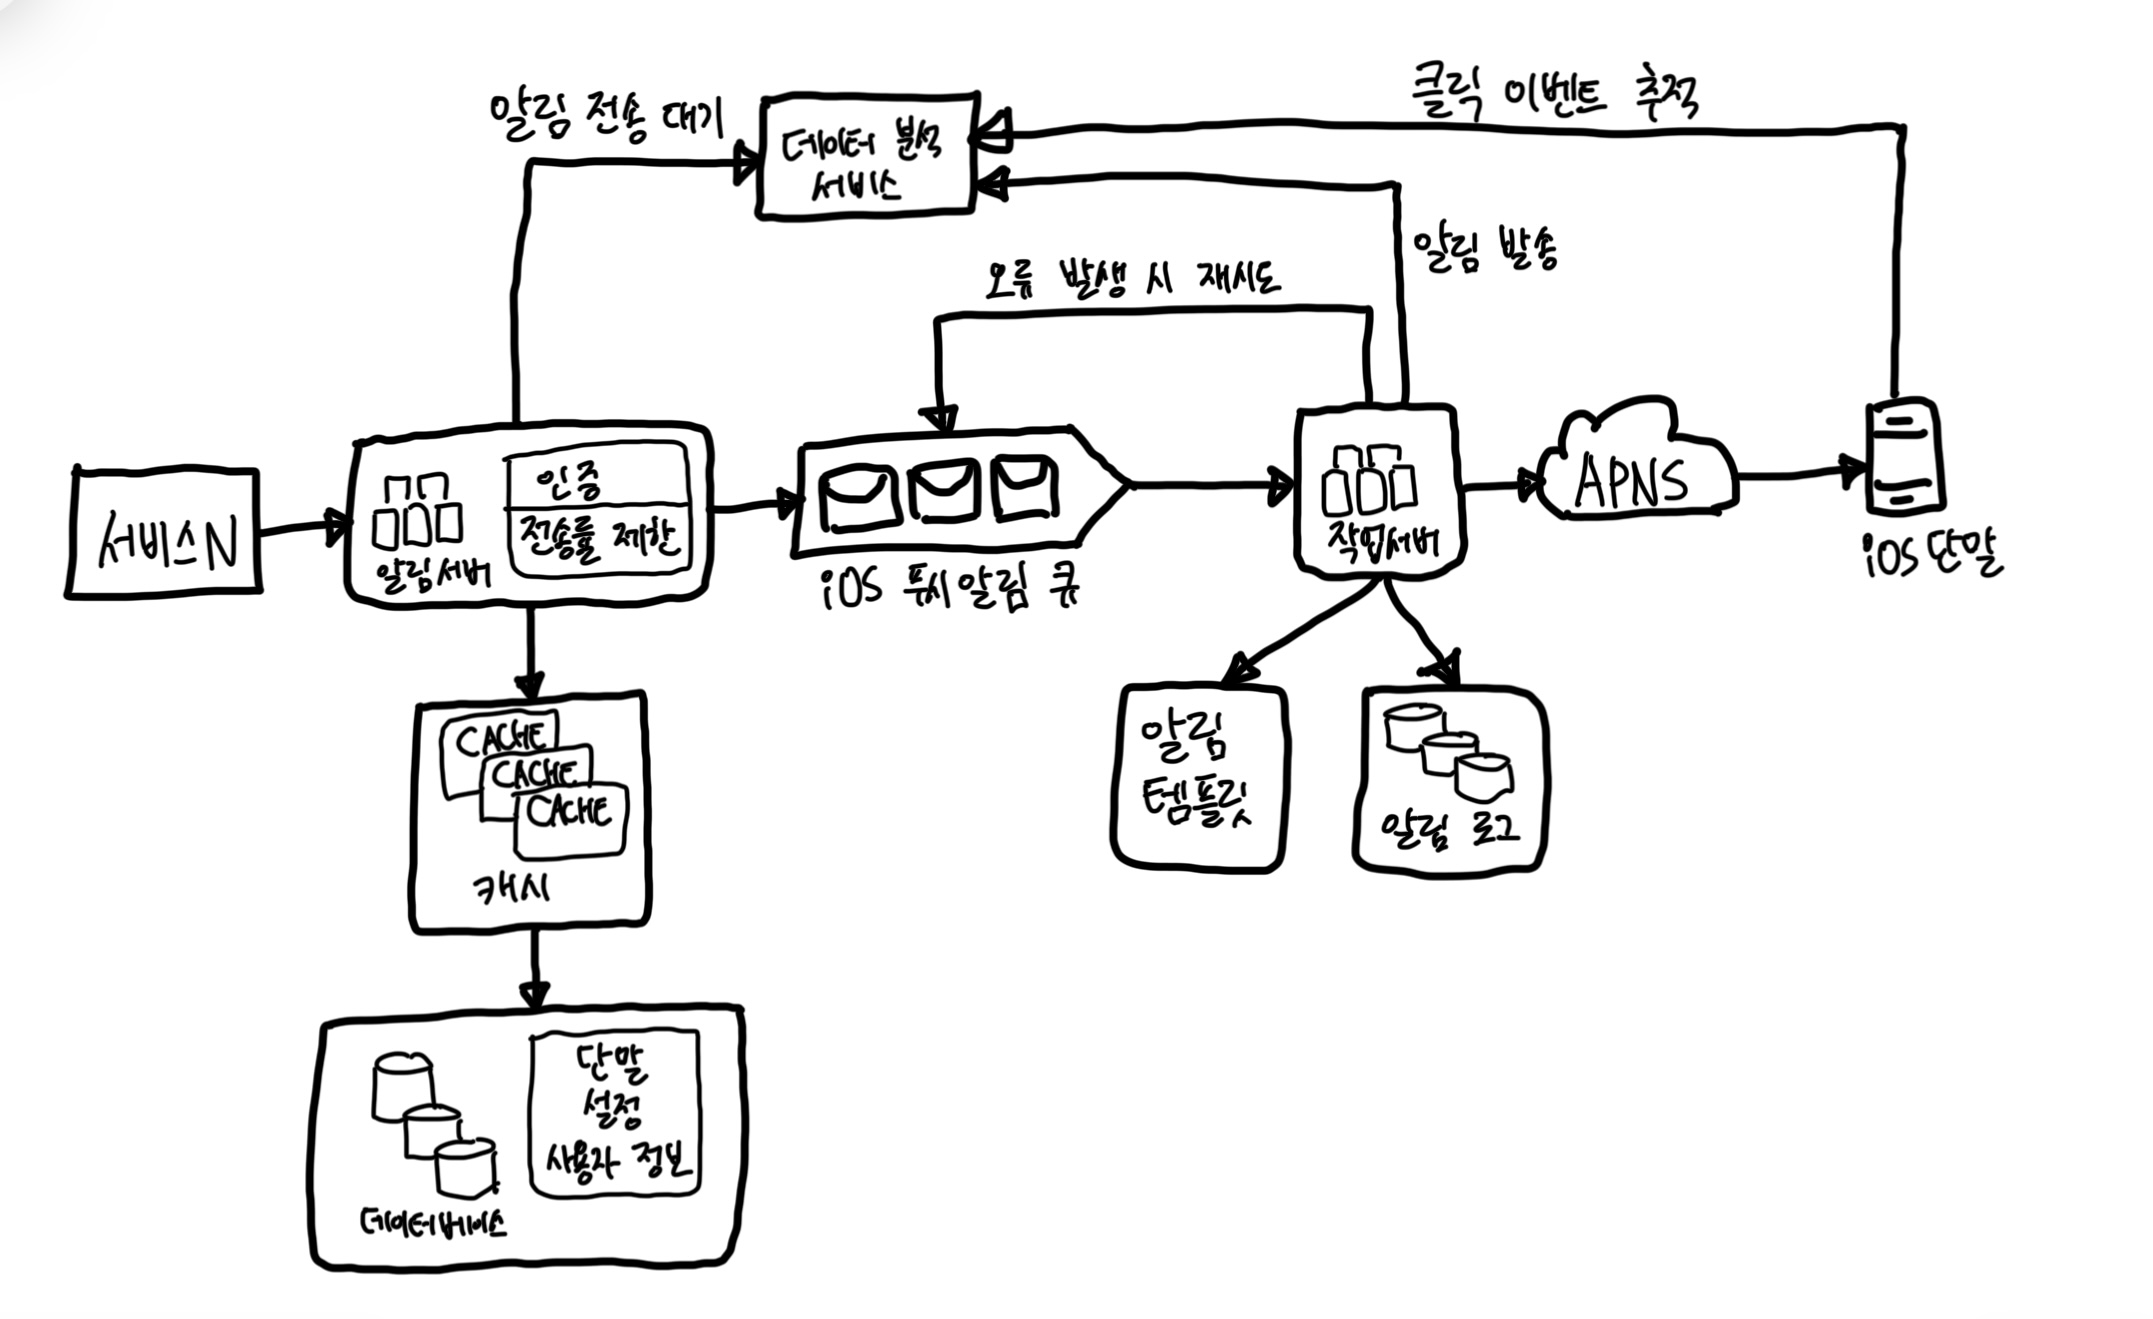 클릭 이벤트 추적
알림 전송 대기
데이터 분석
서비스
알림 발송
오류 발생 시 재시도
서비스N
인증
전송률 제한
알림서버
iOS 푸시알림 큐
작업서버
APNS
iOS단말
CACHE
CACHE
CACHE
캐시
알림
템플릿
알림 로그
단말
설정
사용자 정보
데이터베이스